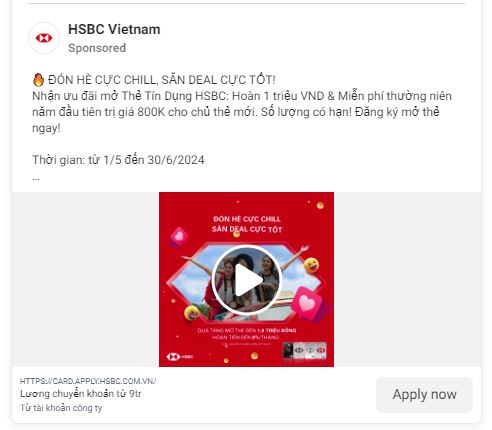 HSBC Vietnam
Sponsored
🔥 ĐÓN HÈ CỰC CHILL, SĂN DEAL CỰC TỐT!
Nhận ưu đãi mở Thẻ Tín Dụng HSBC: Hoàn 1 triệu VND & Miễn phí thường niên
năm đầu tiên trị giá 800K cho chủ thẻ mới. Số lượng có hạn! Đăng ký mở thẻ
ngay!
Thời gian: từ 1/5 đến 30/6/2024
...
ĐÓN HÈ CỰC CHILL
SĂN DEAL CỰC TỐT
QUÀ TẶNG MỞ THẺ ĐẾN 1,8 TRIỆU ĐỒNG
+HOÀN TIỀN ĐẾN 8%/THÁNG
HSBC
HTTPS://CARD.APPLY.HSBC.COM.VN/
Lương chuyển khoản từ 9tr
Từ tài khoản công ty
Apply now